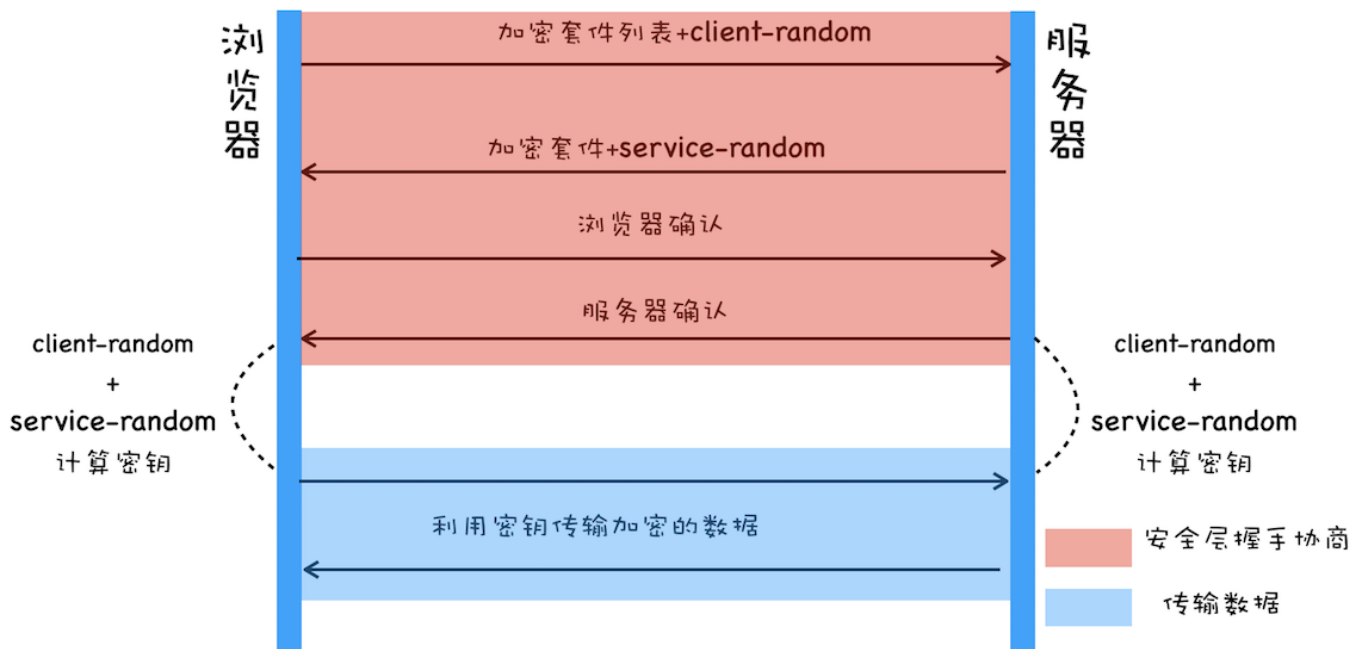 浏览器
服务器
加密套件列表+client-random
加密套件+service-random
浏览器确认
服务器确认
client-random
+
service-random
计算密钥
client-random
+
service-random
计算密钥
利用密钥传输加密的数据
安全层握手协商
传输数据